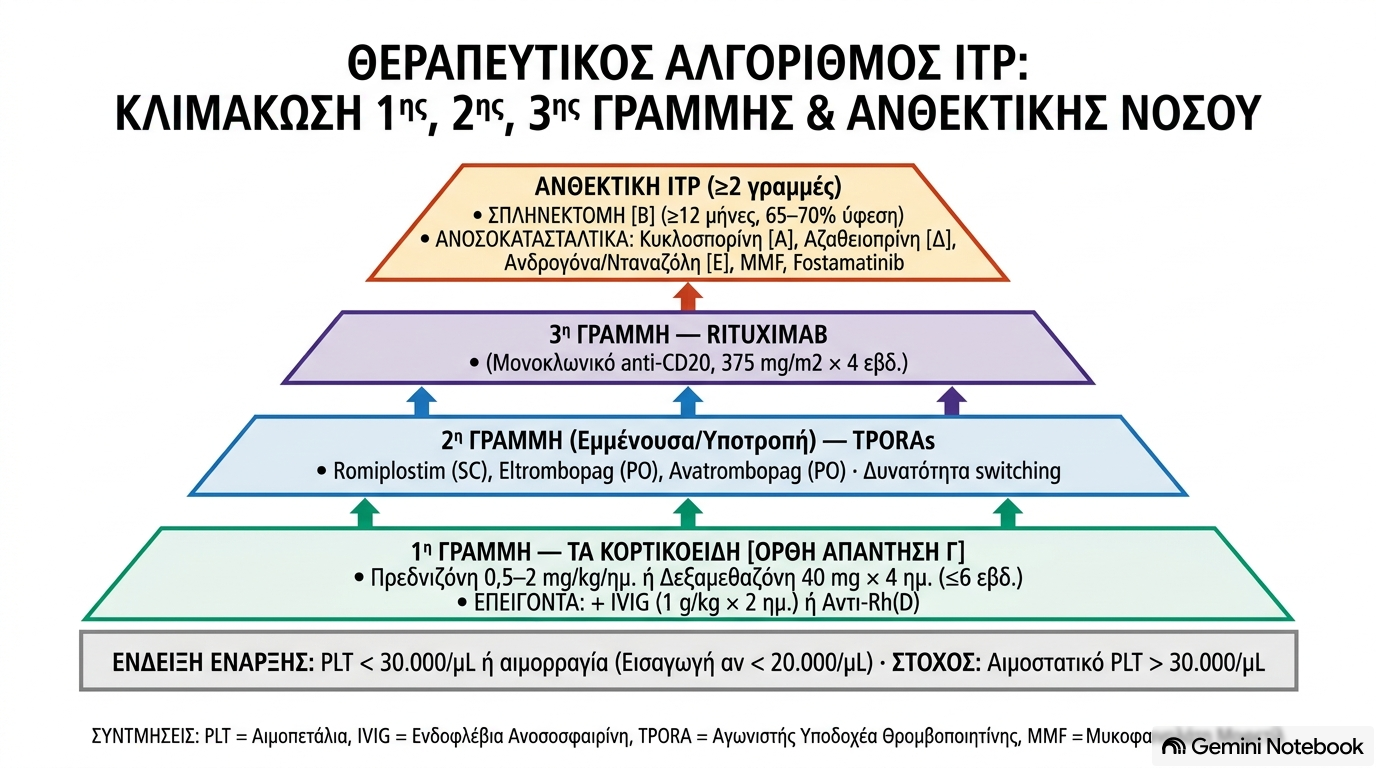 ΘΕΡΑΠΕΥΤΙΚΟΣ ΑΛΓΟΡΙΘΜΟΣ ITP:
ΚΛΙΜΑΚΩΣΗ 1ης, 2ης, 3ης ΓΡΑΜΜΗΣ & ΑΝΘΕΚΤΙΚΗΣ ΝΟΣΟΥ
ΑΝΘΕΚΤΙΚΗ ITP (≥2 γραμμές)
• ΣΠΛΗΝΕΚΤΟΜΗ [Β] (≥12 μήνες, 65–70% ύφεση)
• ΑΝΟΣΟΚΑΤΑΣΤΑΛΤΙΚΑ: Κυκλοσπορίνη [Α], Αζαθειοπρίνη [Δ],
Ανδρογόνα/Νταναζόλη [Ε], MMF, Fostamatinib
3η ΓΡΑΜΜΗ — RITUXIMAB
• (Μονοκλωνικό anti-CD20, 375 mg/m2 × 4 εβδ.)
2η ΓΡΑΜΜΗ (Εμμένουσα/Υποτροπή) — TPORAs
• Romiplostim (SC), Eltrombopag (PO), Avatrombopag (PO) · Δυνατότητα switching
1η ΓΡΑΜΜΗ — ΤΑ ΚΟΡΤΙΚΟΕΙΔΗ [ΟΡΘΗ ΑΠΑΝΤΗΣΗ Γ]
• Πρεδνιζόνη 0,5–2 mg/kg/ημ. ή Δεξαμεθαζόνη 40 mg × 4 ημ. (≤6 εβδ.)
• ΕΠΕΙΓΟΝΤΑ: + IVIG (1 g/kg × 2 ημ.) ή Αντι-Rh(D)
ΕΝΔΕΙΞΗ ΕΝΑΡΞΗΣ: PLT < 30.000/μL ή αιμορραγία (Εισαγωγή αν < 20.000/μL) · ΣΤΟΧΟΣ: Αιμοστατικό PLT > 30.000/μL
ΣΥΝΤΜΗΣΕΙΣ: PLT = Αιμοπετάλια, IVIG = Ενδοφλέβια Ανοσοσφαιρίνη, TPORA = Αγωνιστής Υποδοχέα Θρομβοποιητίνης, MMF =
Gemini Notebook